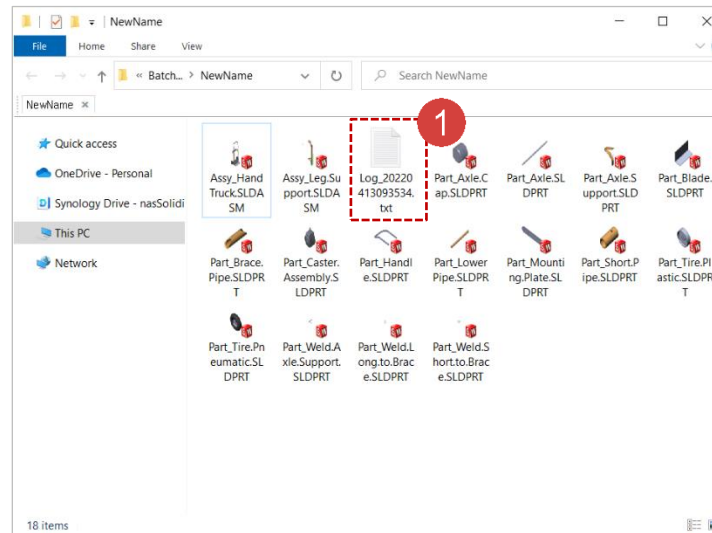 NewName
File Home Share View
« Batch... > NewName
Search NewName
NewName
Quick access
OneDrive - Personal
Synology Drive - nasSolidi
This PC
Network
1
Assy_Hand
Truck.SLDA
SM
Assy_Leg.Su
pport.SLDA
SM
Log_20220
413093534.
txt
Part_Axle.C
ap.SLDPRT
Part_Axle.SL
DPRT
Part_Axle.S
upport.SLD
PRT
Part_Blade.
SLDPRT
Part_Brace.
Pipe.SLDPR
T
Part_Caster.
Assembly.S
LDPRT
Part_Handl
e.SLDPRT
Part_Lower
Pipe.SLDPR
T
Part_Mounti
ng.Plate.SL
DPRT
Part_Short.P
ipe.SLDPRT
Part_Tire.Pl
astic.SLDPR
T
Part_Tire.Pn
eumatic.SL
DPRT
Part_Weld.A
xle.Support.
SLDPRT
Part_Weld.L
ong.to.Brac
e.SLDPRT
Part_Weld.S
hort.to.Brac
e.SLDPRT
18 items